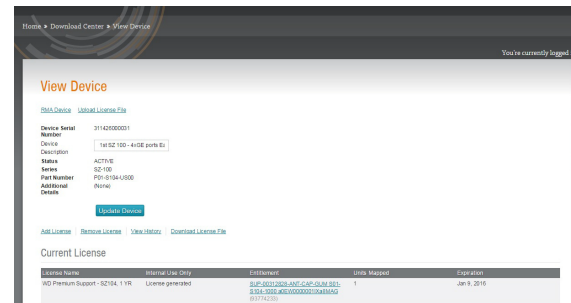 Home » Download Center » View Device
You're currently logged
View Device
RMA Device Upload License File
Device Serial Number 311426000031
Device Description 1st SZ 100 - 4xGE ports Ex
Status ACTIVE
Series SZ-100
Part Number P01-S104-US00
Additional Details (None)
Update Device
Add License Remove License View History Download License File
Current License
License Name Internal Use Only Entitlement Units Mapped Expiration
WD Premium Support - SZ104, 1 YR License generated SUP-00312628-ANT-CAP-GUM S01- 1 Jan 9, 2016
(93774233)